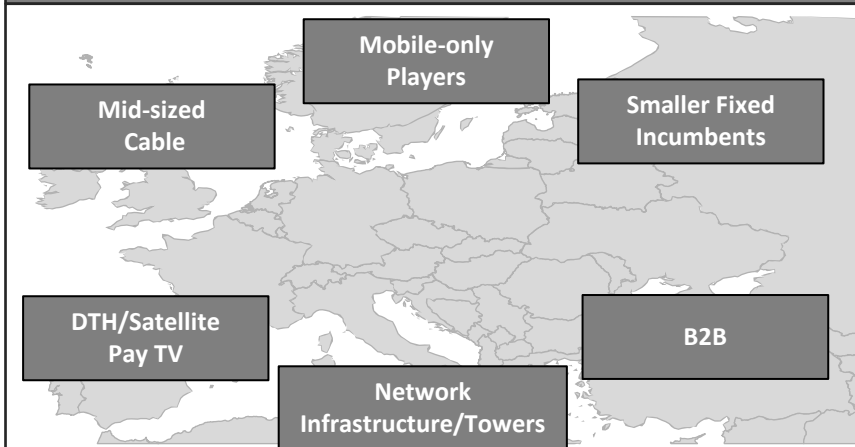 Mobile-only
Players
Mid-sized
Cable
Smaller Fixed
Incumbents
DTH/Satellite
Pay TV
B2B
Network
Infrastructure/Towers